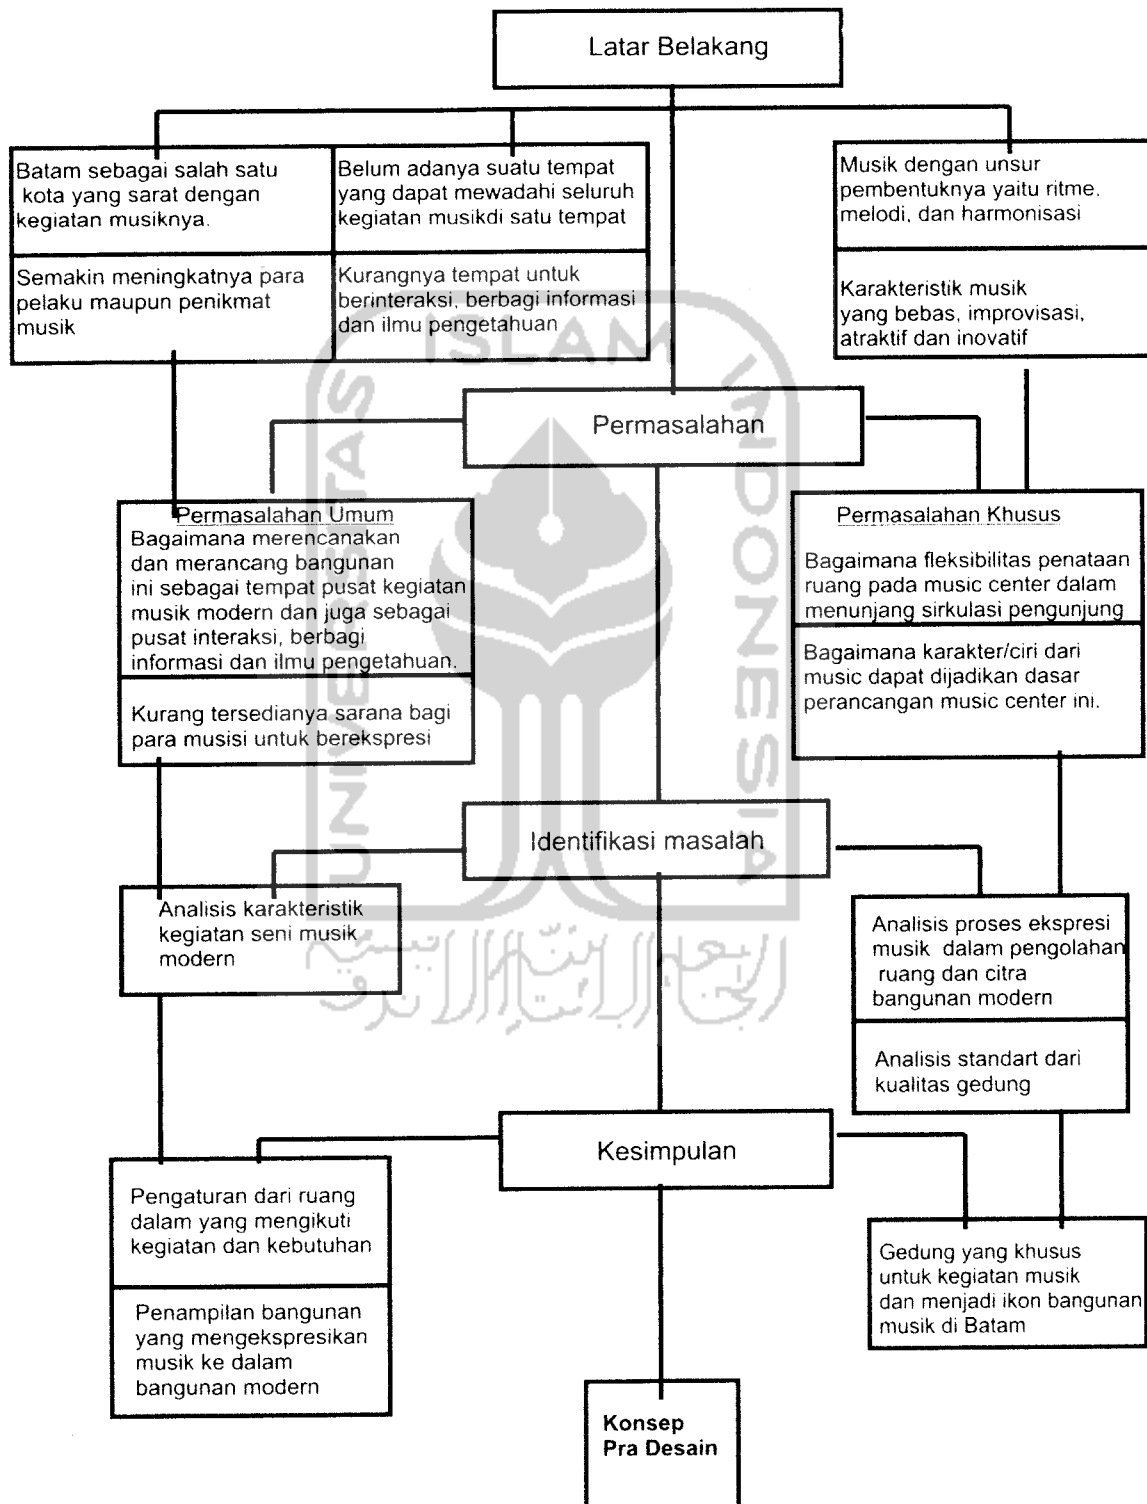 Latar Belakang
Batam sebagai salah satu
kota yang sarat dengan
kegiatan musiknya.
Belum adanya suatu tempat
yang dapat mewadahi seluruh
kegiatan musikdi satu tempat
Musik dengan unsur
pembentuknya yaitu ritme,
melodi, dan harmonisasi
Semakin meningkatnya para
pelaku maupun penikmat
musik
Kurangnya tempat untuk
berinteraksi, berbagi informasi
dan ilmu pengetahuan
Karakteristik musik
yang bebas, improvisasi,
atraktif dan inovatif
Permasalahan
Permasalahan Umum
Bagaimana merencanakan
dan merancang bangunan
ini sebagai tempat pusat kegiatan
musik modern dan juga sebagai
pusat interaksi, berbagi
informasi dan ilmu pengetahuan.
Kurang tersedianya sarana bagi
para musisi untuk berekspresi
Permasalahan Khusus
Bagaimana fleksibilitas penataan
ruang pada music center dalam
menunjang sirkulasi pengunjung
Bagaimana karakter/ciri dari
music dapat dijadikan dasar
perancangan music center ini.
Identifikasi masalah
Analisis karakteristik
kegiatan seni musik
modern
Analisis proses ekspresi
musik dalam pengolahan
ruang dan citra
bangunan modern
Analisis standart dari
kualitas gedung
Kesimpulan
Pengaturan dari ruang
dalam yang mengikuti
kegiatan dan kebutuhan
Penampilan bangunan
yang mengekspresikan
musik ke dalam
bangunan modern
Gedung yang khusus
untuk kegiatan musik
dan menjadi ikon bangunan
musik di Batam
Konsep
Pra Desain
UNIVERSITAS
ISLAM
INDONESIA